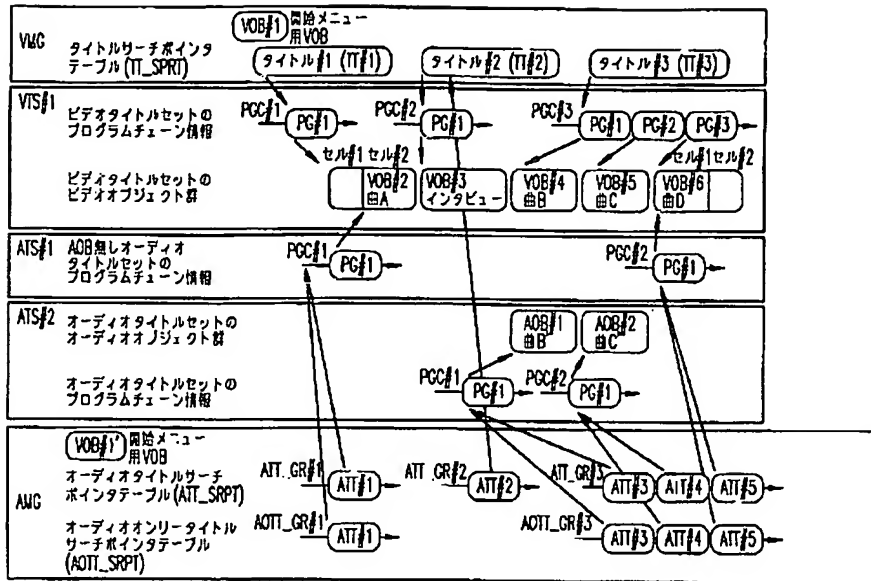 VMG
VOB#1 開始メニュー
用VOB
タイトルサーチポインタ
テーブル(TT_SPRT)
タイトル#1 (TT#1)
タイトル#2 (TT#2)
タイトル#3 (TT#3)
VTS#1
ビデオタイトルセットの
プログラムチェーン情報
PGC#1 PG#1
PGC#2 PG#1
PGC#3 PG#1 PG#2 PG#3
セル#1 セル#2
セル#1 セル#2
ビデオタイトルセットの
ビデオオブジェクト群
VOB#2
曲A
VOB#3
インタビュー
VOB#4
曲B
VOB#5
曲C
VOB#6
曲D
ATS#1
AOB無しオーディオ
タイトルセットの
プログラムチェーン情報
PGC#1 PG#1
PGC#2 PG#1
ATS#2
オーディオタイトルセットの
オーディオオブジェクト群
AOB#1
曲B
AOB#2
曲C
オーディオタイトルセットの
プログラムチェーン情報
PGC#1 PG#1
PGC#2 PG#1
AMG
VOB#1' 開始メニュー
用VOB
オーディオタイトルサーチ
ポインタテーブル(ATT_SRPT)
ATT_GR#1 ATT#1
ATT_GR#2 ATT#2
ATT_GR#3 ATT#3 ATT#4 ATT#5
オーディオオンリータイトル
サーチポインタテーブル
(AOTT_SRPT)
AOTT_GR#1 ATT#1
AOTT_GR#3 ATT#3 ATT#4 ATT#5